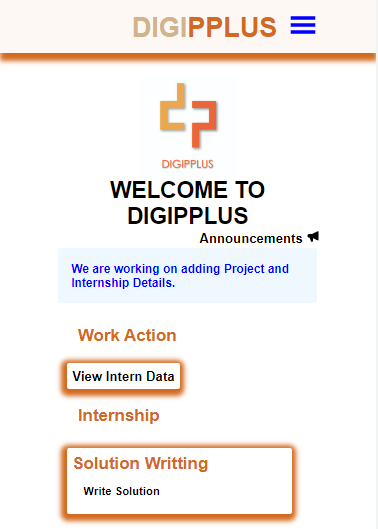 DIGIPPLUS
DIGIPPLUS
WELCOME TO
DIGIPPLUS
Announcements
We are working on adding Project and
Internship Details.
Work Action
View Intern Data
Internship
Solution Writting
Write Solution